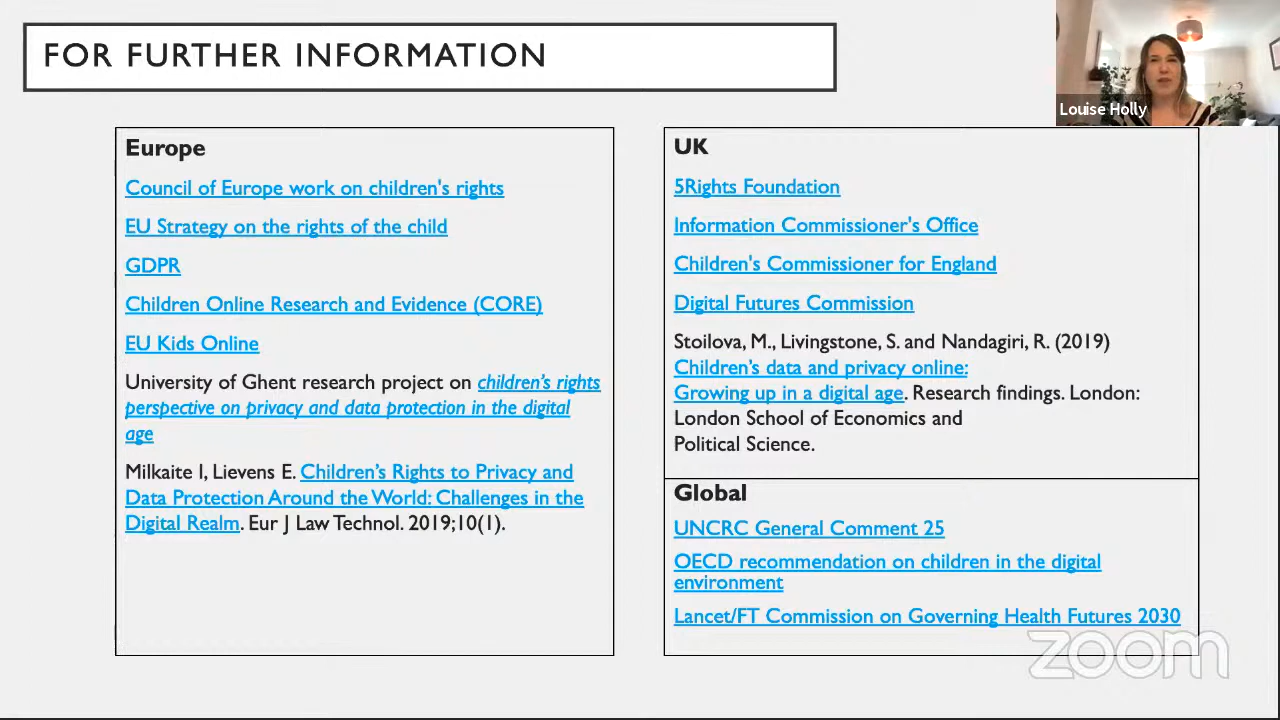 FOR FURTHER INFORMATION
Louise Holly
Europe
Council of Europe work on children's rights
EU Strategy on the rights of the child
GDPR
Children Online Research and Evidence (CORE)
EU Kids Online
University of Ghent research project on children’s rights
perspective on privacy and data protection in the digital
age
Milkaite I, Lievens E. Children’s Rights to Privacy and
Data Protection Around the World: Challenges in the
Digital Realm. Eur J Law Technol. 2019;10(1).
UK
5Rights Foundation
Information Commissioner's Office
Children's Commissioner for England
Digital Futures Commission
Stoilova, M., Livingstone, S. and Nandagiri, R. (2019)
Children’s data and privacy online:
Growing up in a digital age. Research findings. London:
London School of Economics and
Political Science.
Global
UNCRC General Comment 25
OECD recommendation on children in the digital
environment
Lancet/FT Commission on Governing Health Futures 2030
zoom